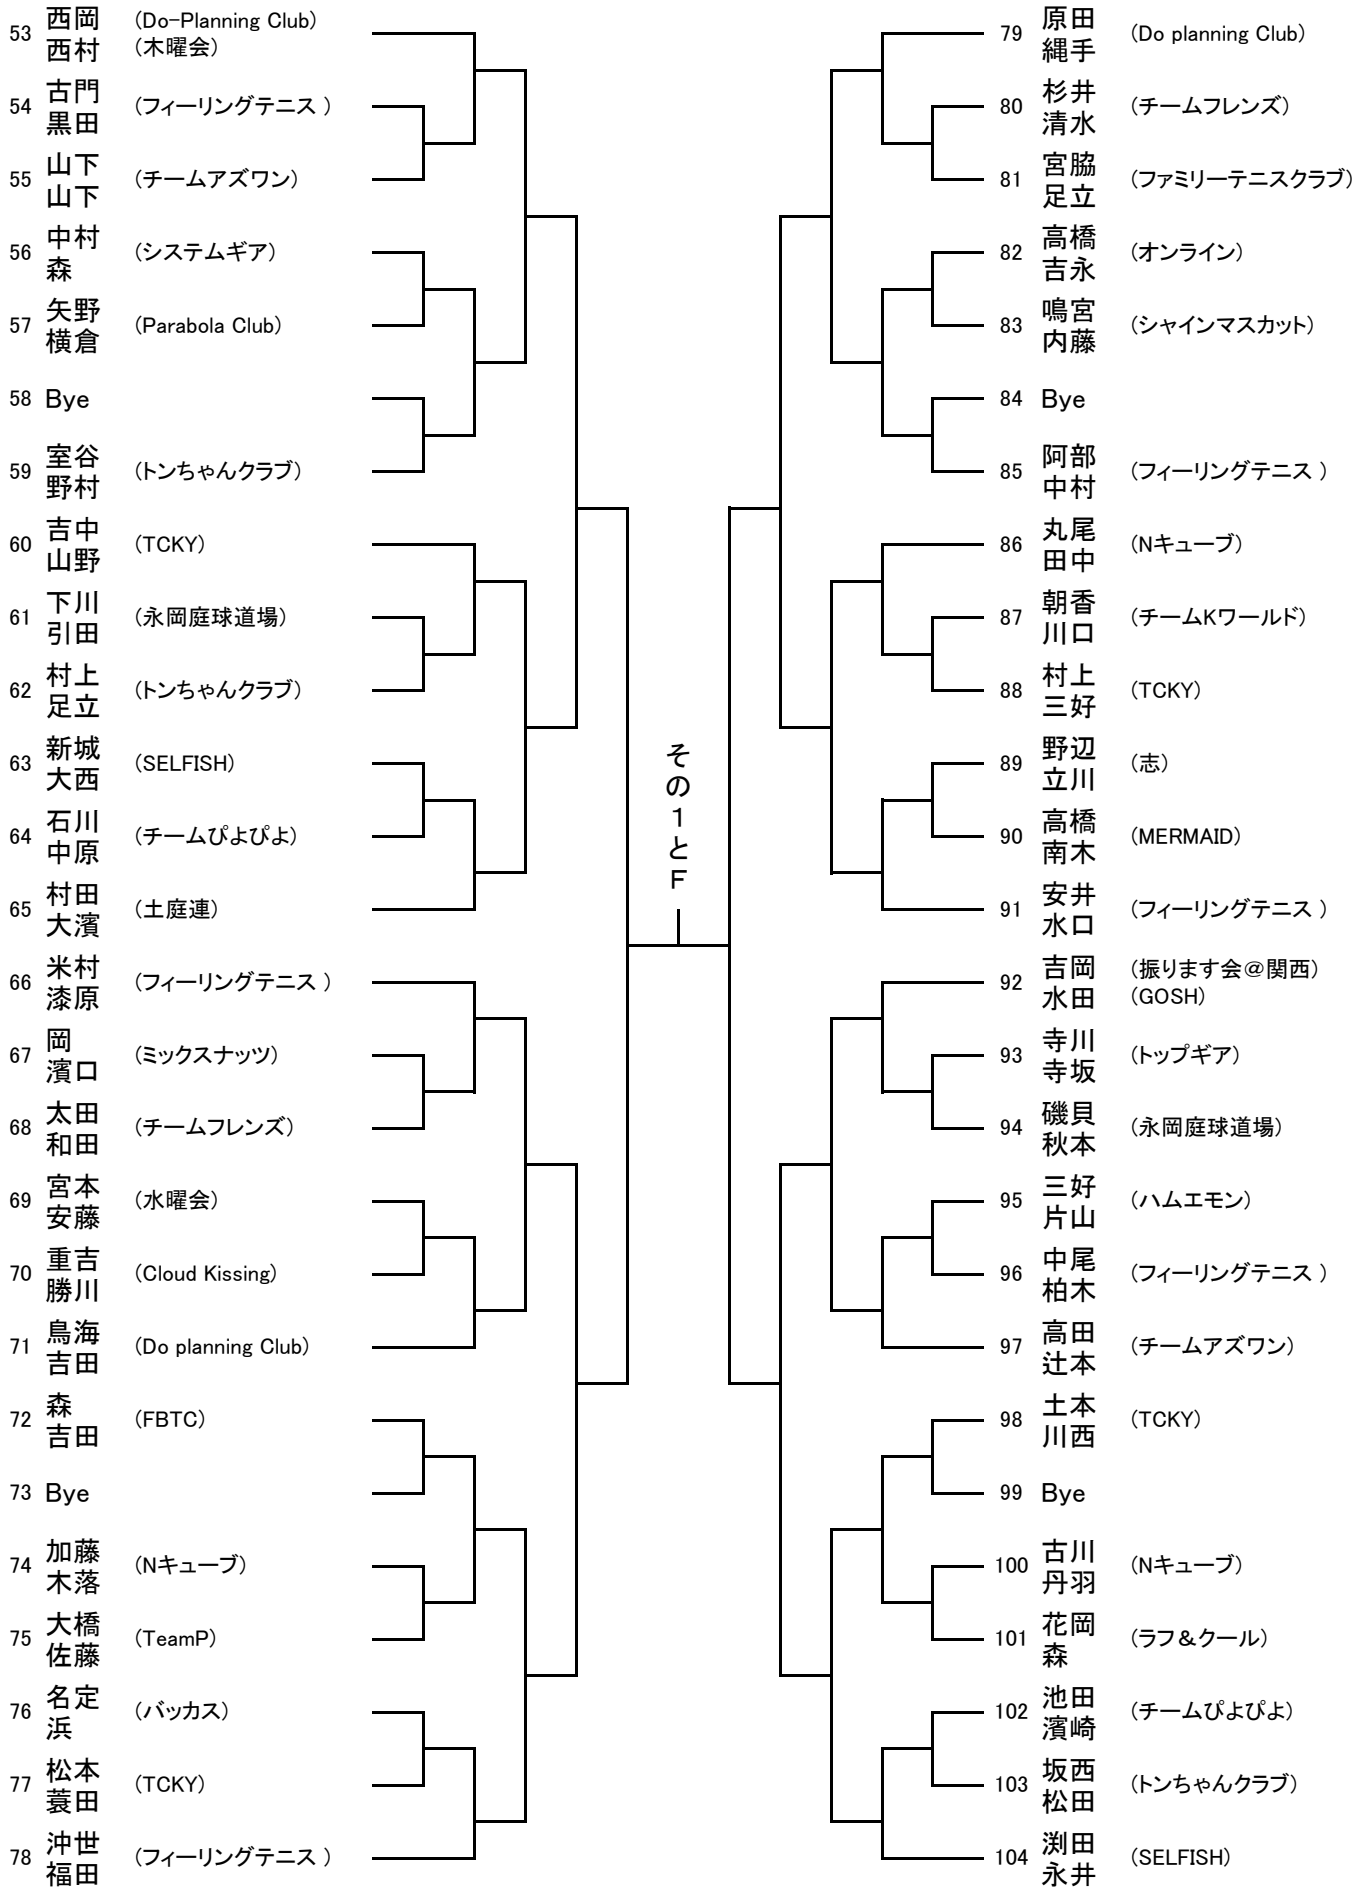 53 西岡 (Do-Planning Club)
西村 (木曜会)
54 古門 (フィーリングテニス )
黒田
55 山下 (チームアズワン)
山下
56 中村 (システムギア)
森
57 矢野 (Parabola Club)
横倉
58 Bye
59 室谷 (トンちゃんクラブ)
野村
60 吉中 (TCKY)
山野
61 下川 (永岡庭球道場)
引田
62 村上 (トンちゃんクラブ)
足立
63 新城 (SELFISH)
大西
64 石川 (チームぴよぴよ)
中原
65 村田 (土庭連)
大濱
66 米村 (フィーリングテニス )
漆原
67 岡 (ミックスナッツ)
濱口
68 太田 (チームフレンズ)
和田
69 宮本 (水曜会)
安藤
70 重吉 (Cloud Kissing)
勝川
71 鳥海 (Do planning Club)
吉田
72 森 (FBTC)
吉田
73 Bye
74 加藤 (Nキューブ)
木落
75 大橋 (TeamP)
佐藤
76 名定 (バッカス)
浜
77 松本 (TCKY)
蓑田
78 沖世 (フィーリングテニス )
福田
その1とF
79 原田 (Do planning Club)
縄手
80 杉井 (チームフレンズ)
清水
81 宮脇 (ファミリーテニスクラブ)
足立
82 高橋 (オンライン)
吉永
83 鳴宮 (シャインマスカット)
内藤
84 Bye
85 阿部 (フィーリングテニス )
中村
86 丸尾 (Nキューブ)
田中
87 朝香 (チームKワールド)
川口
88 村上 (TCKY)
三好
89 野辺 (志)
立川
90 高橋 (MERMAID)
南木
91 安井 (フィーリングテニス )
水口
92 吉岡 (振ります会@関西)
水田 (GOSH)
93 寺川 (トップギア)
寺坂
94 磯貝 (永岡庭球道場)
秋本
95 三好 (ハムエモン)
片山
96 中尾 (フィーリングテニス )
柏木
97 高田 (チームアズワン)
辻本
98 土本 (TCKY)
川西
99 Bye
100 古川 (Nキューブ)
丹羽
101 花岡 (ラフ&クール)
森
102 池田 (チームぴよぴよ)
濱崎
103 坂西 (トンちゃんクラブ)
松田
104 渕田 (SELFISH)
永井